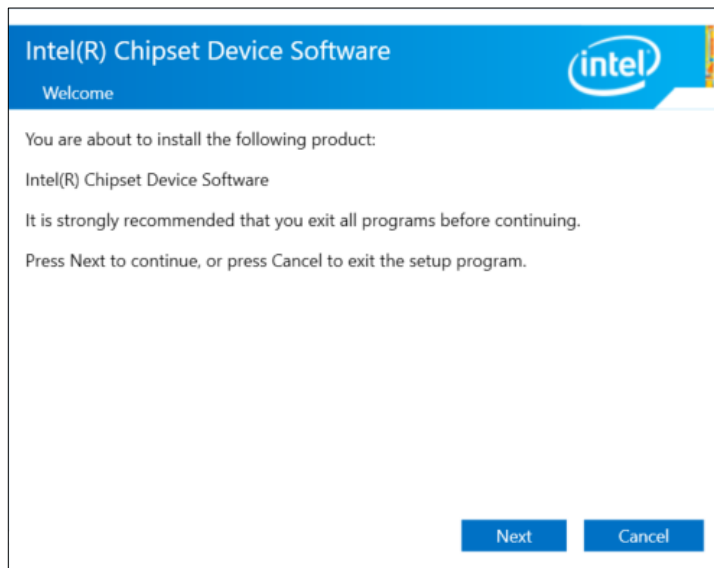 Intel(R) Chipset Device Software
intel
Welcome
You are about to install the following product:
Intel(R) Chipset Device Software
It is strongly recommended that you exit all programs before continuing.
Press Next to continue, or press Cancel to exit the setup program.
Next
Cancel